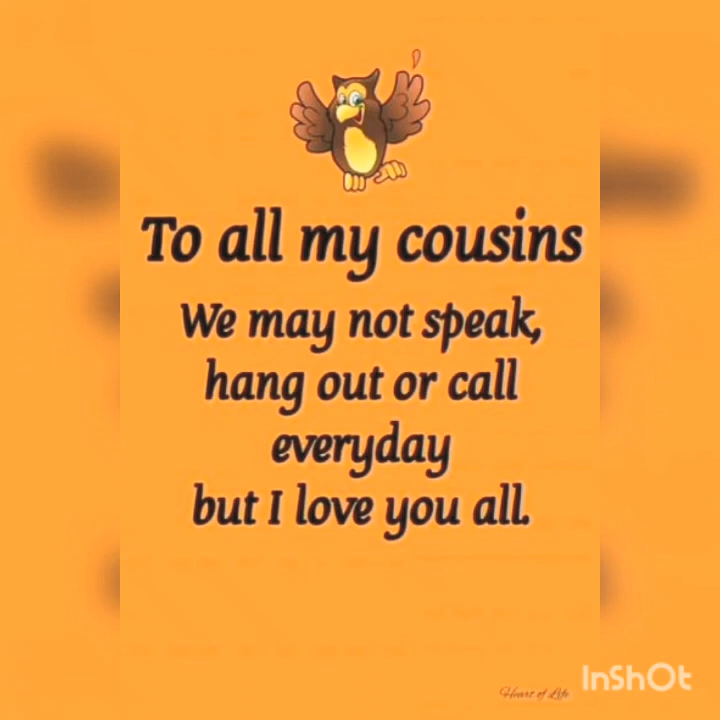 To all my cousins
We may not speak,
hang out or call
everyday
but I love you all.
Heart of Life
InShOt